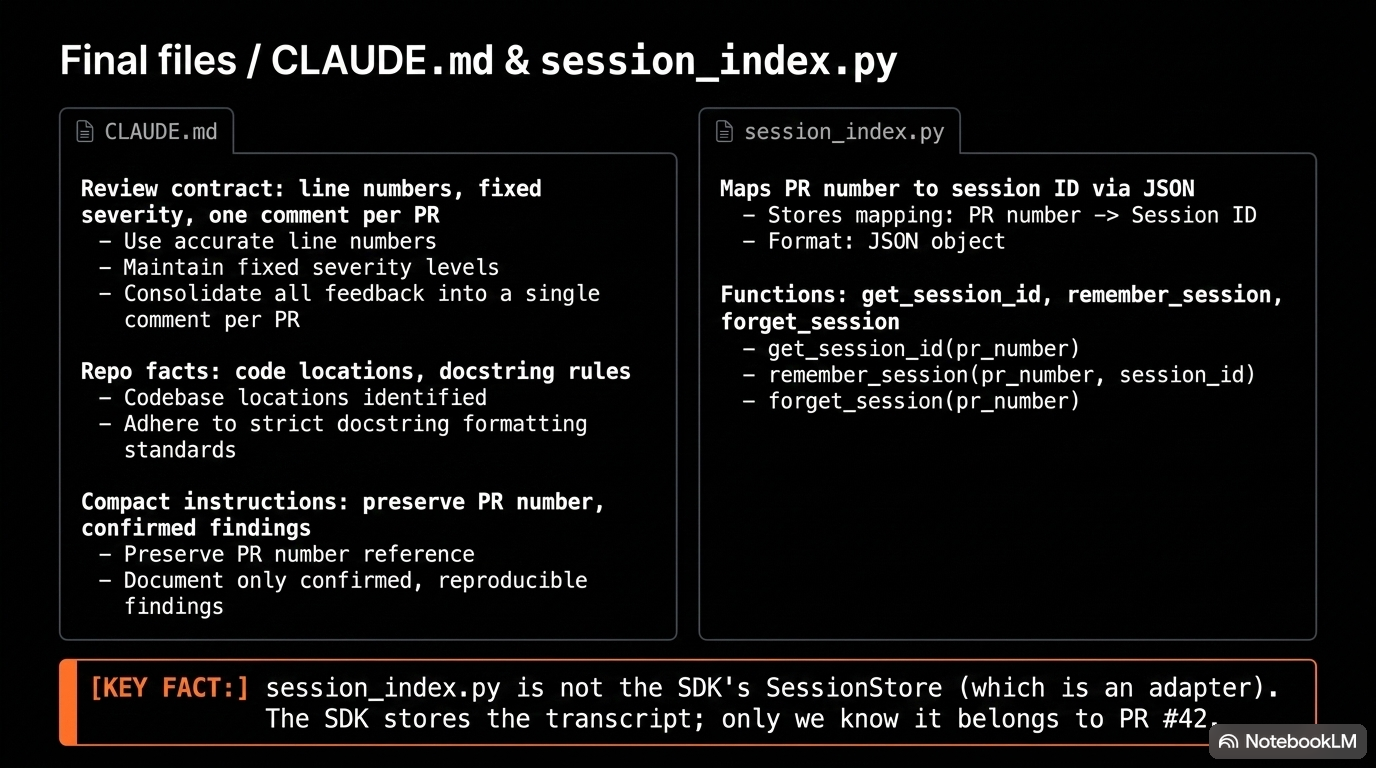 Final files / CLAUDE.md & session_index.py
CLAUDE.md
Review contract: line numbers, fixed
severity, one comment per PR
– Use accurate line numbers
– Maintain fixed severity levels
– Consolidate all feedback into a single
comment per PR
Repo facts: code locations, docstring rules
– Codebase locations identified
– Adhere to strict docstring formatting
standards
Compact instructions: preserve PR number,
confirmed findings
– Preserve PR number reference
– Document only confirmed, reproducible
findings
session_index.py
Maps PR number to session ID via JSON
– Stores mapping: PR number –> Session ID
– Format: JSON object
Functions: get_session_id, remember_session,
forget_session
– get_session_id(pr_number)
– remember_session(pr_number, session_id)
– forget_session(pr_number)
[KEY FACT:] session_index.py is not the SDK's SessionStore (which is an adapter).
The SDK stores the transcript; only we know it belongs to PR #42.
NotebookLM